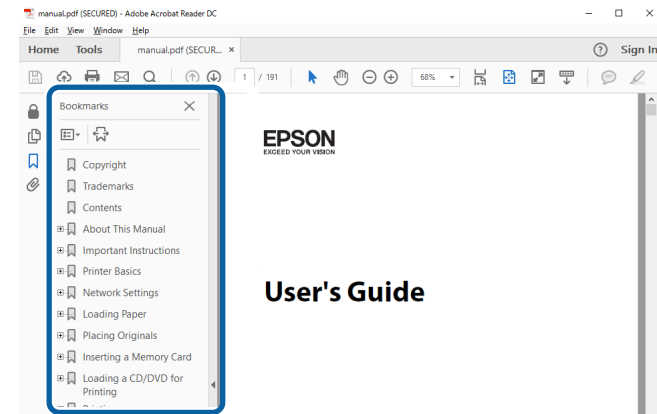 manual.pdf (SECURED) - Adobe Acrobat Reader DC
File Edit View Window Help
Home Tools manual.pdf (SECUR... × ? Sign In
1 / 191 68%
Bookmarks
EPSON
EXCEED YOUR VISION
Copyright
Trademarks
Contents
About This Manual
Important Instructions
Printer Basics
Network Settings
User's Guide
Loading Paper
Placing Originals
Inserting a Memory Card
Loading a CD/DVD for
Printing